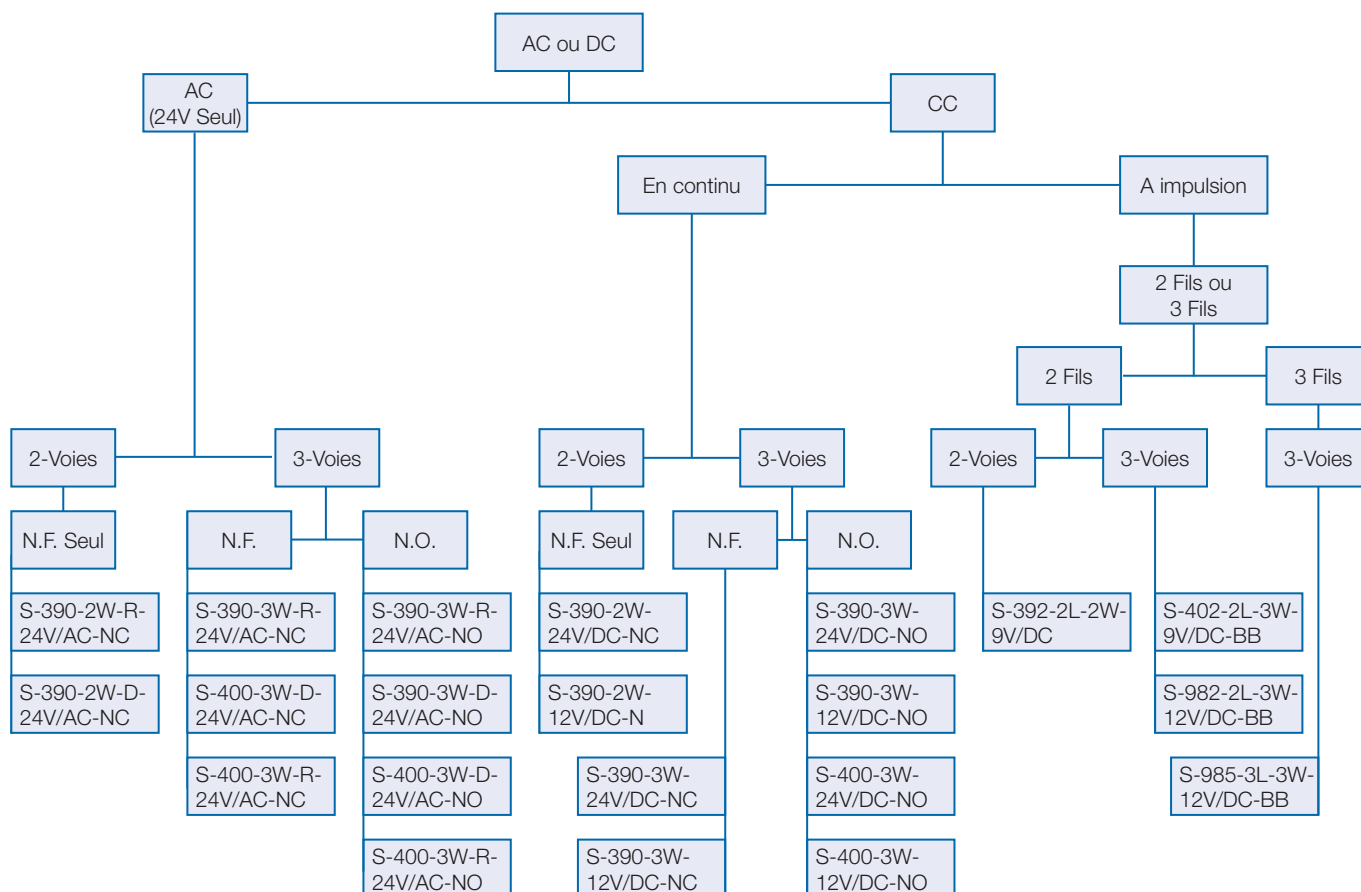 AC ou DC
AC
(24V Seul)
CC
En continu
A impulsion
2 Fils ou
3 Fils
2 Fils
3 Fils
2-Voies
3-Voies
2-Voies
3-Voies
2-Voies
3-Voies
3-Voies
N.F. Seul
N.F.
N.O.
N.F. Seul
N.F.
N.O.
S-390-2W-R-
24V/AC-NC
S-390-3W-R-
24V/AC-NC
S-390-3W-R-
24V/AC-NO
S-390-2W-
24V/DC-NC
S-390-3W-
24V/DC-NO
S-392-2L-2W-
9V/DC
S-402-2L-3W-
9V/DC-BB
S-390-2W-D-
24V/AC-NC
S-400-3W-D-
24V/AC-NC
S-390-3W-D-
24V/AC-NO
S-390-2W-
12V/DC-N
S-390-3W-
12V/DC-NO
S-982-2L-3W-
12V/DC-BB
S-400-3W-R-
24V/AC-NC
S-400-3W-D-
24V/AC-NO
S-390-3W-
24V/DC-NC
S-400-3W-
24V/DC-NO
S-985-3L-3W-
12V/DC-BB
S-400-3W-R-
24V/AC-NO
S-390-3W-
12V/DC-NC
S-400-3W-
12V/DC-NO